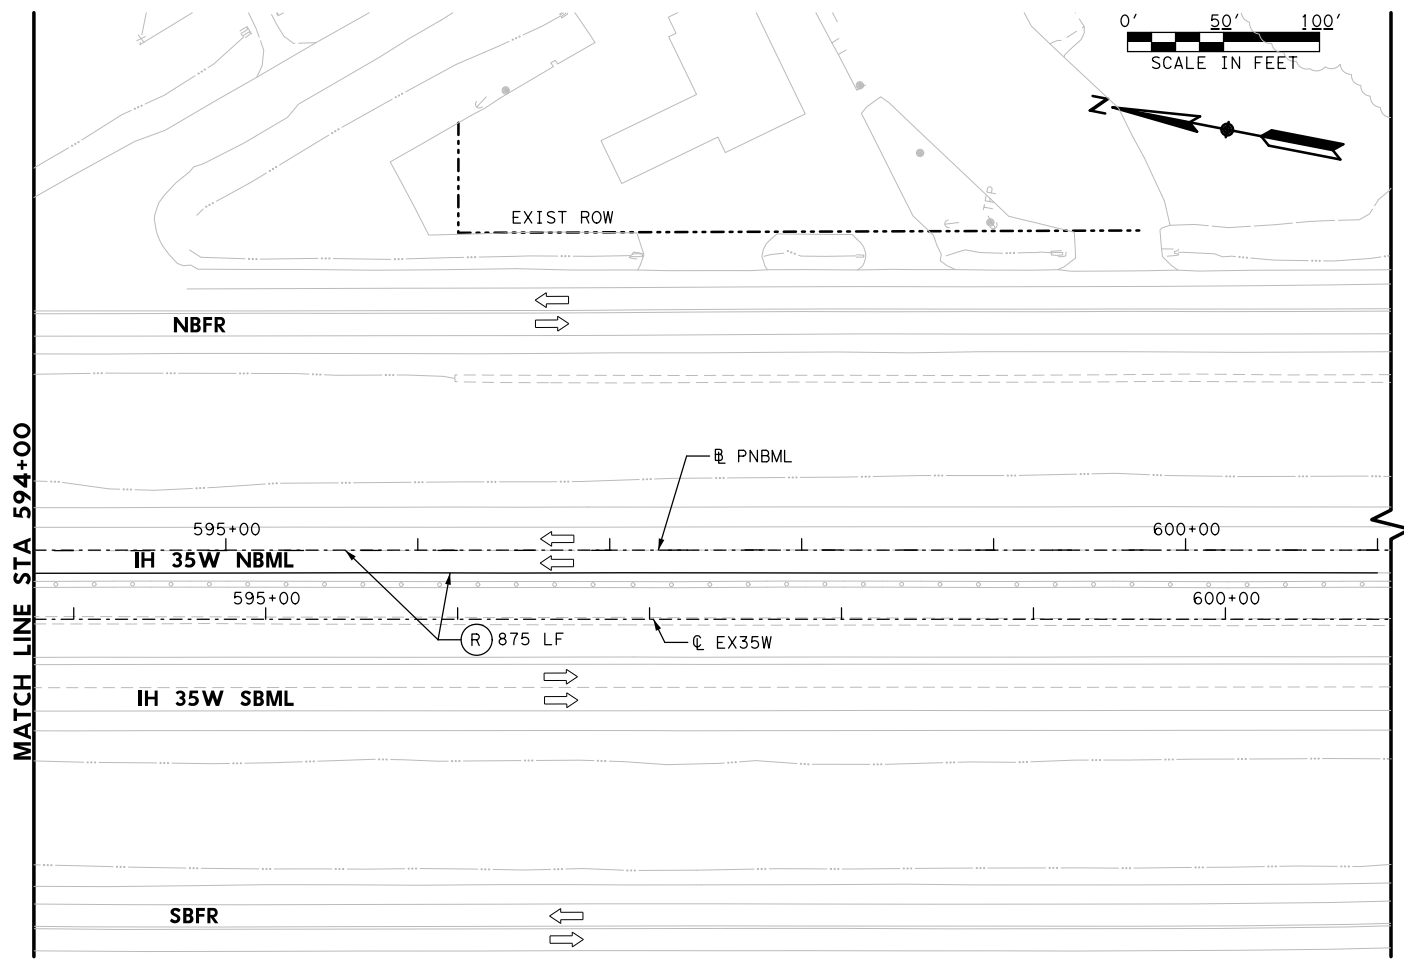 0' 50' 100'
SCALE IN FEET
N
TPP
EXIST ROW
NBFR
℄ PNBML
595+00 600+00
IH 35W NBML
595+00 600+00
R 875 LF
℄ EX35W
IH 35W SBML
SBFR
MATCH LINE STA 594+00